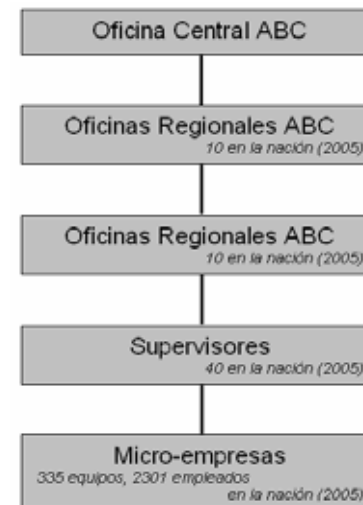 Oficina Central ABC
Oficinas Regionales ABC
10 en la nación (2005)
Oficinas Regionales ABC
10 en la nación (2005)
Supervisores
40 en la nación (2005)
Micro-empresas
335 equipos, 2301 empleados
en la nación (2005)